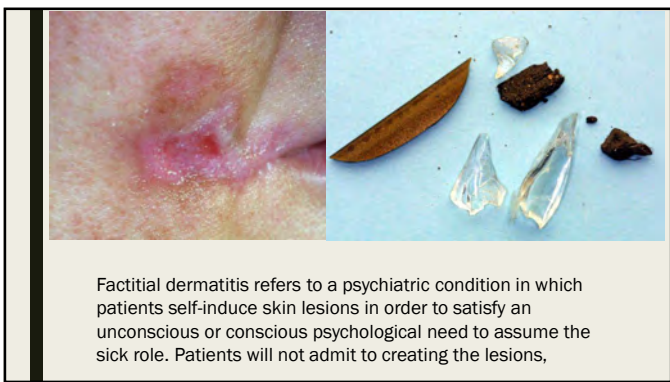 Factitial dermatitis refers to a psychiatric condition in which
patients self-induce skin lesions in order to satisfy an
unconscious or conscious psychological need to assume the
sick role. Patients will not admit to creating the lesions,